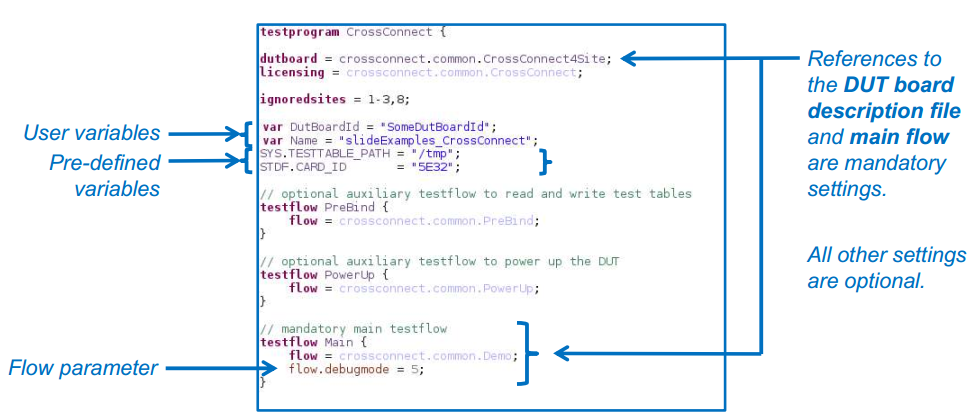 testprogram CrossConnect {
dutboard = crossconnect.common.CrossConnect4Site;
licensing = crossconnect.common.CrossConnect;
ignoredsites = 1-3,8;
var DutBoardId = "SomeDutBoardId";
var Name = "slideExamples_CrossConnect";
SYS.TESTTABLE_PATH = "/tmp";
STDF.CARD_ID = "5E32";
// optional auxiliary testflow to read and write test tables
testflow PreBind {
flow = crossconnect.common.PreBind;
}
// optional auxiliary testflow to power up the DUT
testflow PowerUp {
flow = crossconnect.common.PowerUp;
}
// mandatory main testflow
testflow Main {
flow = crossconnect.common.Demo;
flow.debugmode = 5;
}
User variables
Pre-defined
variables
Flow parameter
References to
the DUT board
description file
and main flow
are mandatory
settings.
All other settings
are optional.